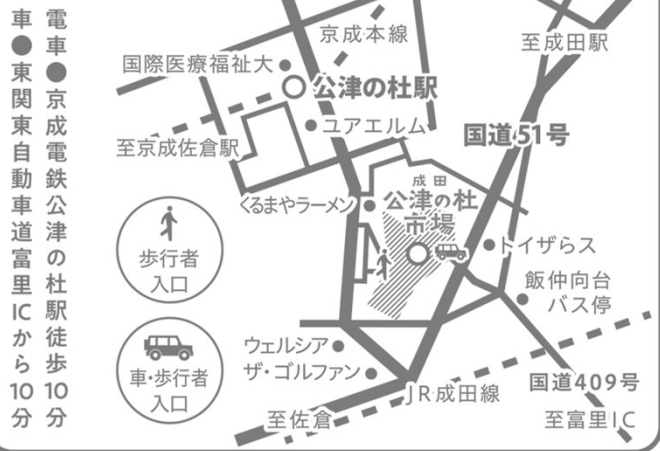 電車●京成電鉄公津の杜駅徒歩10分
車●東関東自動車道富里ICから10分
京成本線
至成田駅
国際医療福祉大
公津の杜駅
ユアエルム
国道51号
至京成佐倉駅
くるまやラーメン
成田
公津の杜
市場
トイザらス
歩行者
入口
飯仲向台
バス停
ウェルシア
ザ・ゴルファン
車・歩行者
入口
JR成田線
国道409号
至佐倉
至富里IC